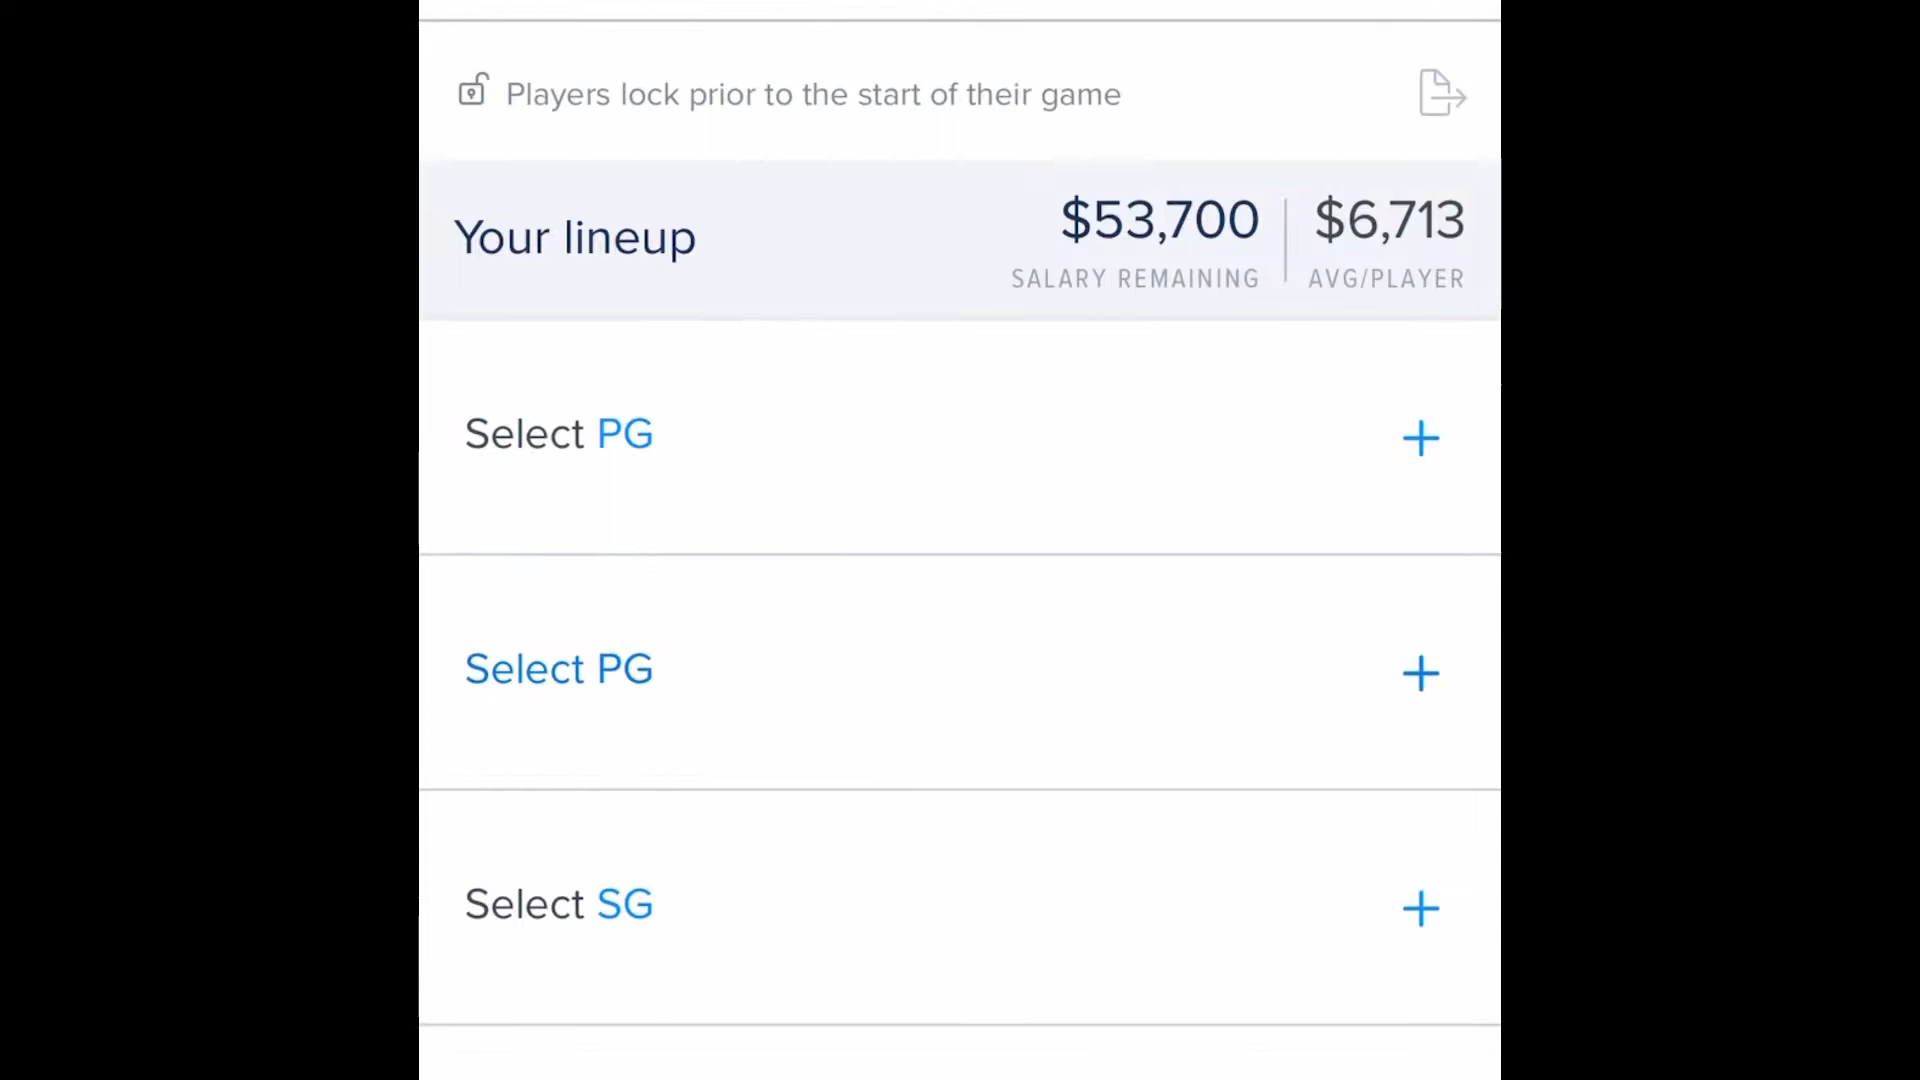 Players lock prior to the start of their game
Your lineup
$53,700
SALARY REMAINING
$6,713
AVG/PLAYER
Select PG
Select PG
Select SG